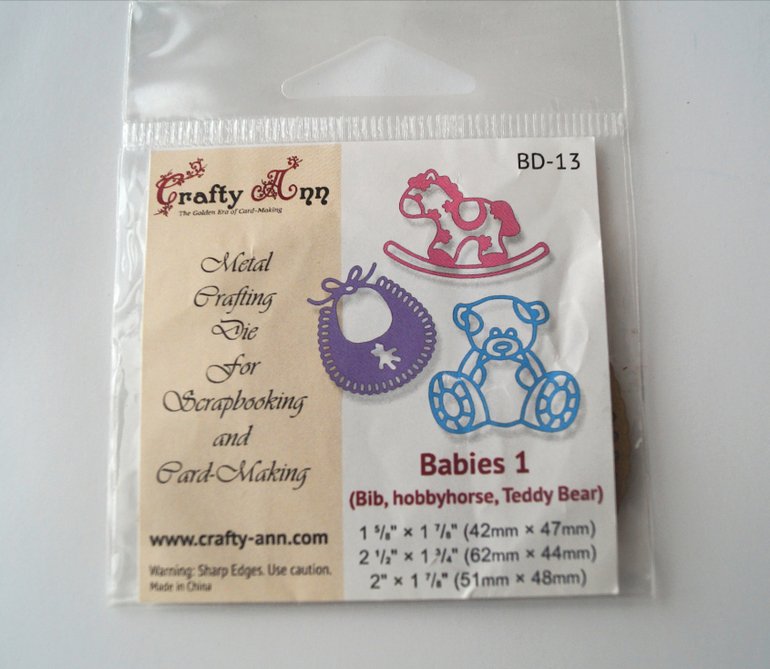 Crafty Ann
The Golden Era of Card-Making
Metal
Crafting
Die
For
Scrapbooking
and
Card-Making
www.crafty-ann.com
Warning: Sharp Edges. Use caution.
Made in China
BD-13
Babies 1
(Bib, hobbyhorse, Teddy Bear)
1 ⁵/₈" × 1 ⁷/₈" (42mm × 47mm)
2 ¹/₂" × 1 ³/₄" (62mm × 44mm)
2" × 1 ⁷/₈" (51mm × 48mm)